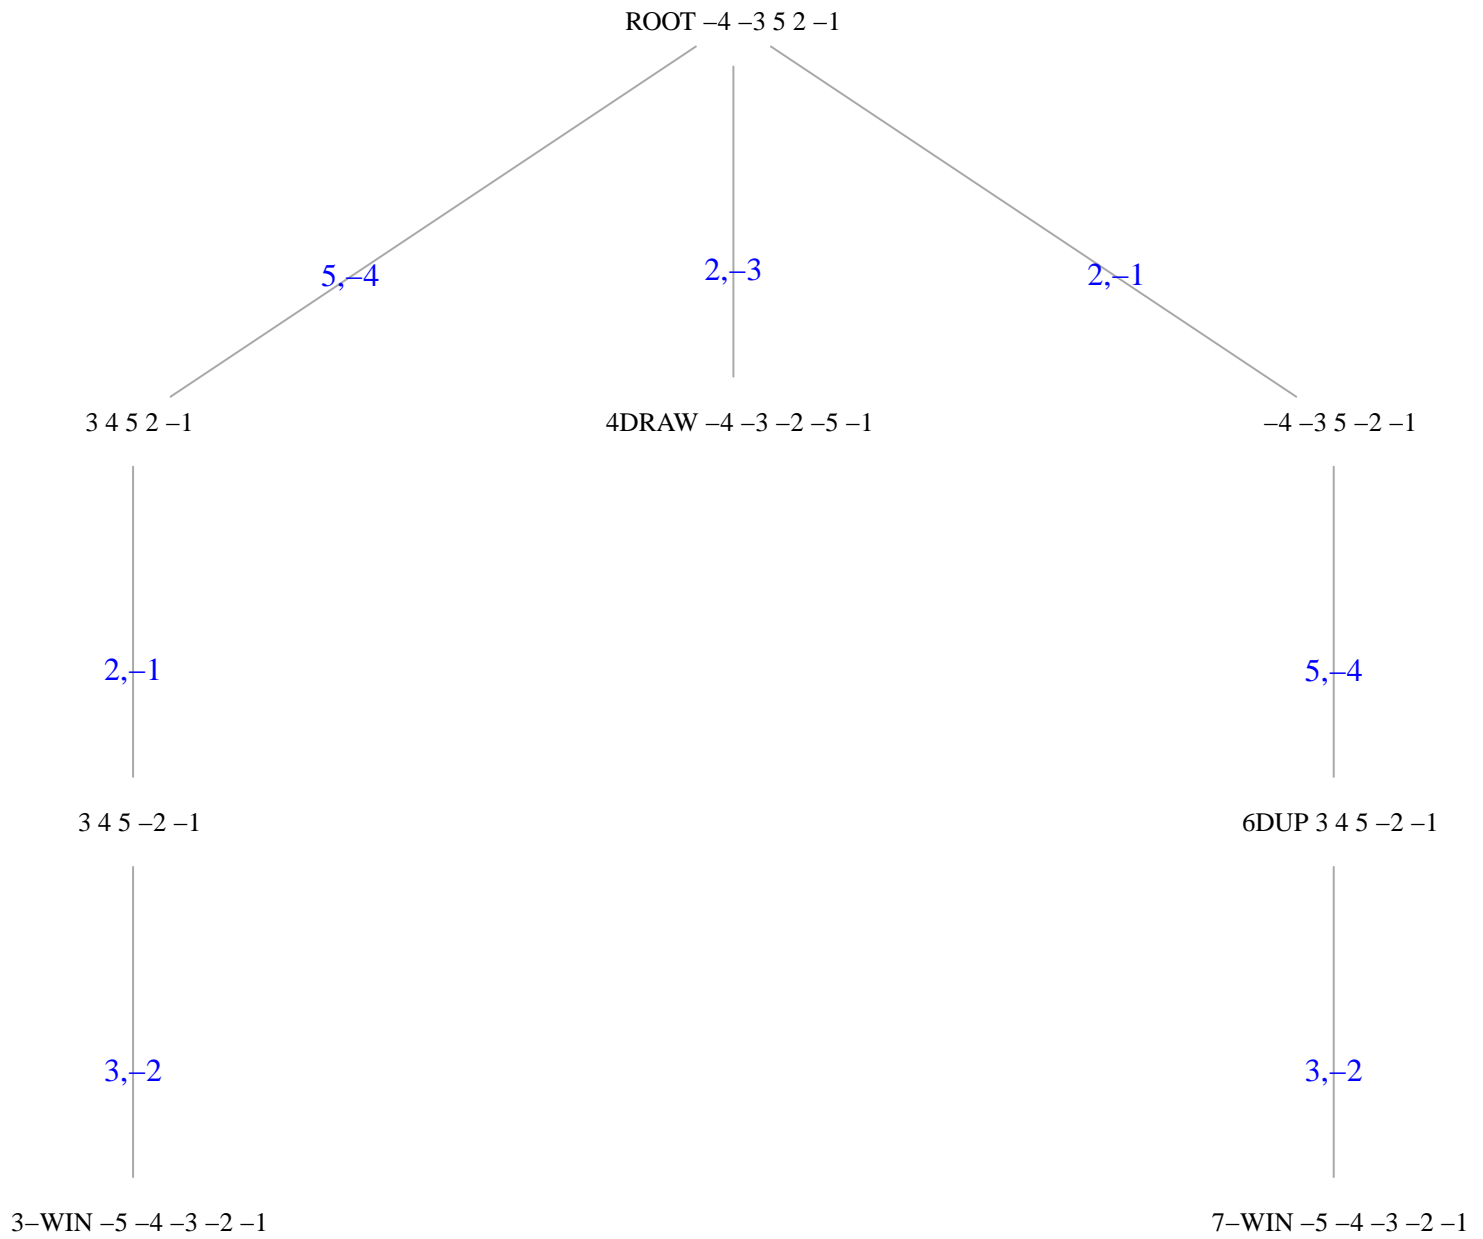 ROOT –4 –3 5 2 –1
5,–4
2,–3
2,–1
3 4 5 2 –1
4DRAW –4 –3 –2 –5 –1
–4 –3 5 –2 –1
2,–1
5,–4
3 4 5 –2 –1
6DUP 3 4 5 –2 –1
3,–2
3,–2
3–WIN –5 –4 –3 –2 –1
7–WIN –5 –4 –3 –2 –1